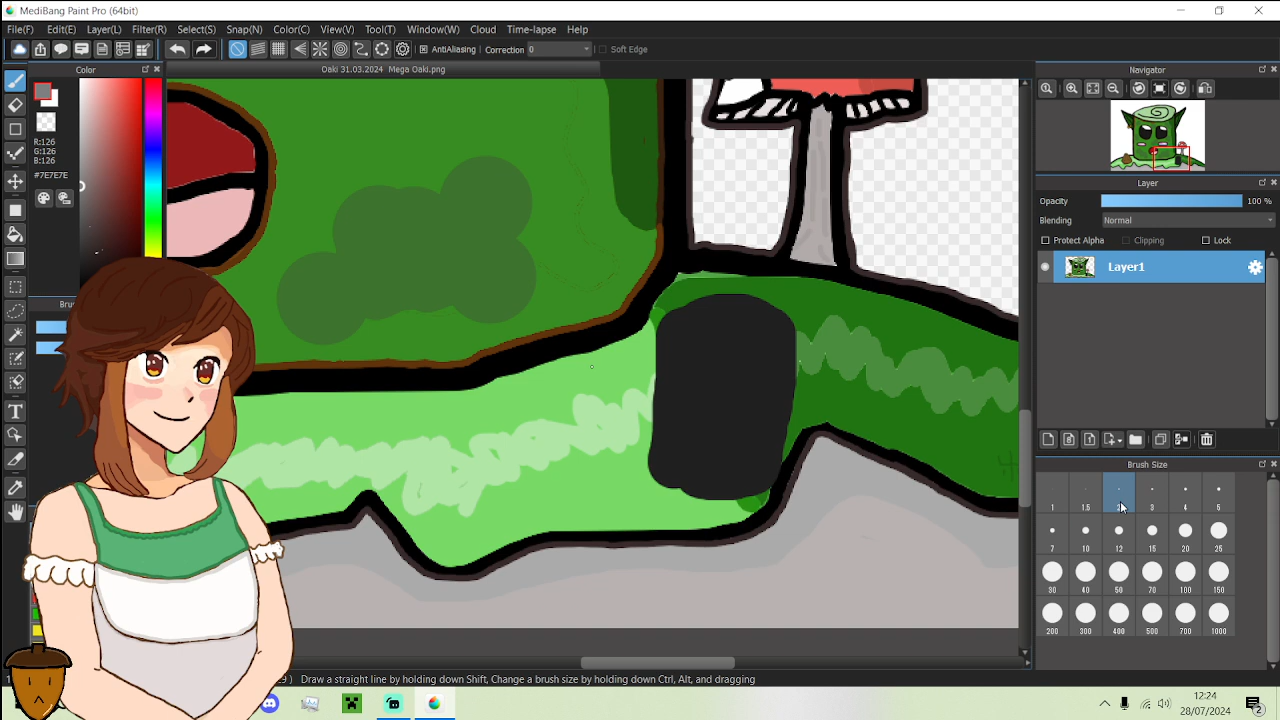 MediBang Paint Pro (64bit)
File(F) Edit(E) Layer(L) Filter(R) Select(S) Snap(N) Color(C) View(V) Tool(T) Window(W) Cloud Time-lapse Help
AntiAliasing Correction 0 Soft Edge
Color
Oaki 31.03.2024 Mega Oaki.png
Navigator
R:126
G:126
B:126
#7E7E7E
Layer
Opacity 100 %
Blending Normal
Protect Alpha Clipping Lock
Layer1
Brush Size
1 1.5 2 3 4 5
7 10 12 15 20 25
30 40 50 70 100 150
200 300 400 500 700 1000
T
Draw a straight line by holding down Shift, Change a brush size by holding down Ctrl, Alt, and dragging
12:24
28/07/2024
2